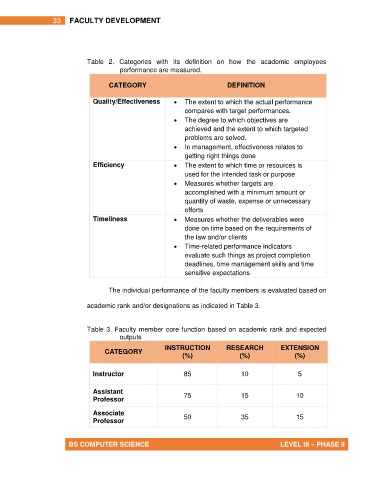 33 FACULTY DEVELOPMENT
Table 2. Categories with its definition on how the academic employees
performance are measured.
CATEGORY DEFINITION
Quality/Effectiveness • The extent to which the actual performance
compares with target performances.
• The degree to which objectives are
achieved and the extent to which targeted
problems are solved.
• In management, effectiveness relates to
getting right things done
Efficiency • The extent to which time or resources is
used for the intended task or purpose
• Measures whether targets are
accomplished with a minimum amount or
quantity of waste, expense or unnecessary
efforts
Timeliness • Measures whether the deliverables were
done on time based on the requirements of
the law and/or clients
• Time-related performance indicators
evaluate such things as project completion
deadlines, time management skills and time
sensitive expectations.
The individual performance of the faculty members is evaluated based on
academic rank and/or designations as indicated in Table 3.
Table 3. Faculty member core function based on academic rank and expected
outputs
CATEGORY INSTRUCTION (%) RESEARCH (%) EXTENSION (%)
Instructor 85 10 5
Assistant Professor 75 15 10
Associate Professor 50 35 15
BS COMPUTER SCIENCE LEVEL III – PHASE II